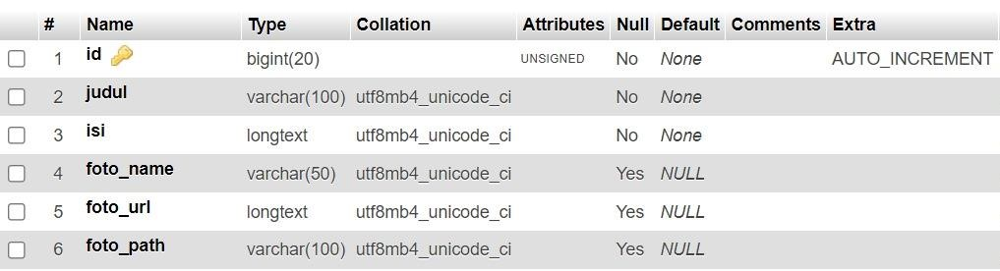 # Name Type Collation Attributes Null Default Comments Extra
1 id bigint(20) UNSIGNED No None AUTO_INCREMENT
2 judul varchar(100) utf8mb4_unicode_ci No None
3 isi longtext utf8mb4_unicode_ci No None
4 foto_name varchar(50) utf8mb4_unicode_ci Yes NULL
5 foto_url longtext utf8mb4_unicode_ci Yes NULL
6 foto_path varchar(100) utf8mb4_unicode_ci Yes NULL